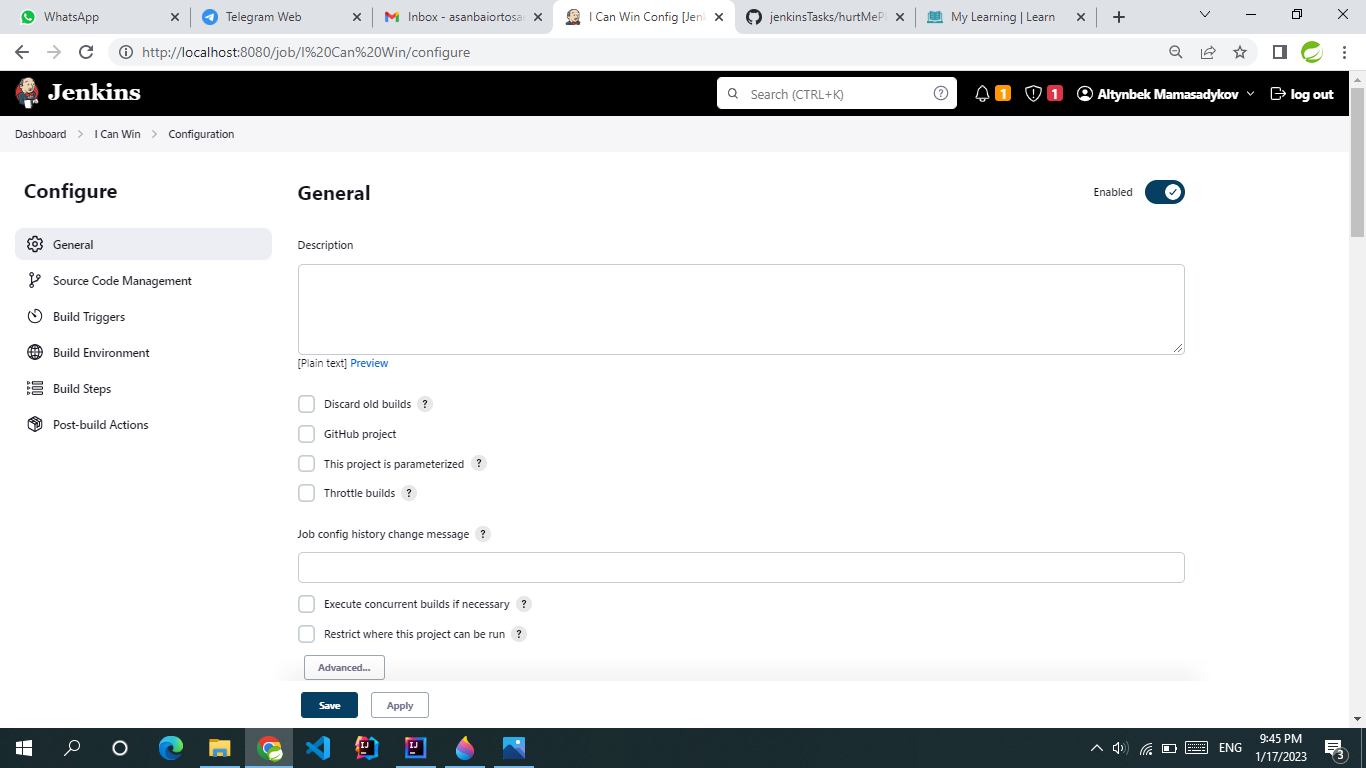 WhatsApp
Telegram Web
Inbox - asanbaiortosa
I Can Win Config [Jen
jenkinsTasks/hurtMeP
My Learning | Learn
http://localhost:8080/job/I%20Can%20Win/configure
Jenkins
Search (CTRL+K)
?
1
1
Altynbek Mamasadykov
log out
Dashboard
I Can Win
Configuration
Configure
General
Source Code Management
Build Triggers
Build Environment
Build Steps
Post-build Actions
General
Enabled
Description
[Plain text] Preview
Discard old builds ?
GitHub project
This project is parameterized ?
Throttle builds ?
Job config history change message ?
Execute concurrent builds if necessary ?
Restrict where this project can be run ?
Advanced...
Save
Apply
ENG
9:45 PM
1/17/2023
3